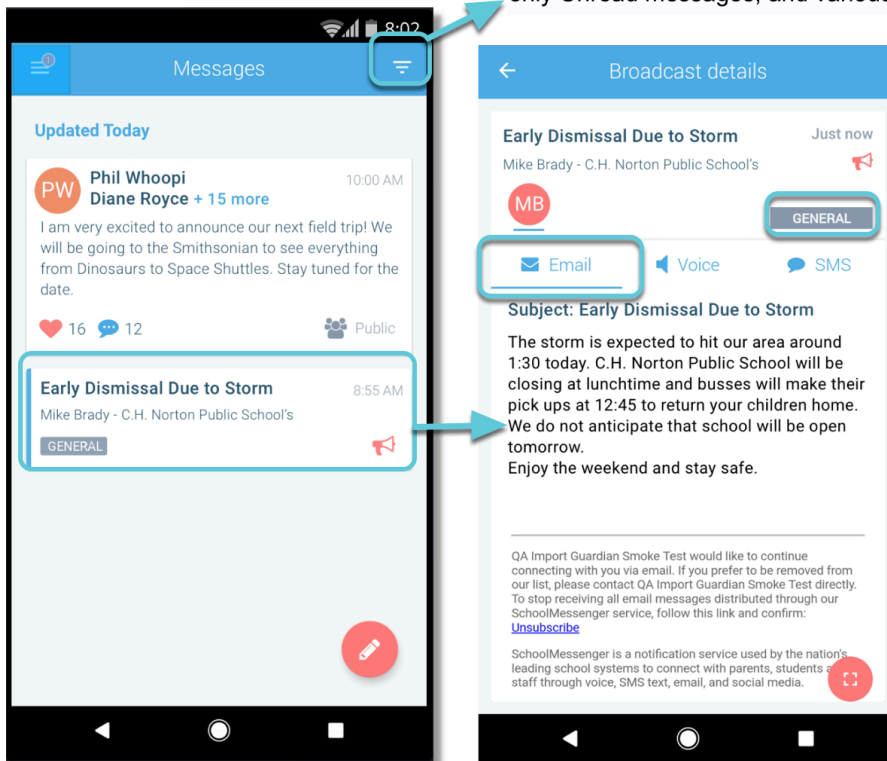 only Unread messages, and various
8:02
Messages
Updated Today
PW
Phil Whoopi
10:00 AM
Diane Royce + 15 more
I am very excited to announce our next field trip! We
will be going to the Smithsonian to see everything
from Dinosaurs to Space Shuttles. Stay tuned for the
date.
16 12 Public
Early Dismissal Due to Storm 8:55 AM
Mike Brady - C.H. Norton Public School's
GENERAL
Broadcast details
Early Dismissal Due to Storm Just now
Mike Brady - C.H. Norton Public School's
MB
GENERAL
Email Voice SMS
Subject: Early Dismissal Due to Storm
The storm is expected to hit our area around
1:30 today. C.H. Norton Public School will be
closing at lunchtime and busses will make their
pick ups at 12:45 to return your children home.
We do not anticipate that school will be open
tomorrow.
Enjoy the weekend and stay safe.
QA Import Guardian Smoke Test would like to continue
connecting with you via email. If you prefer to be removed from
our list, please contact QA Import Guardian Smoke Test directly.
To stop receiving all email messages distributed through our
SchoolMessenger service, follow this link and confirm:
Unsubscribe
SchoolMessenger is a notification service used by the nation's
leading school systems to connect with parents, students
staff through voice, SMS text, email, and social media.